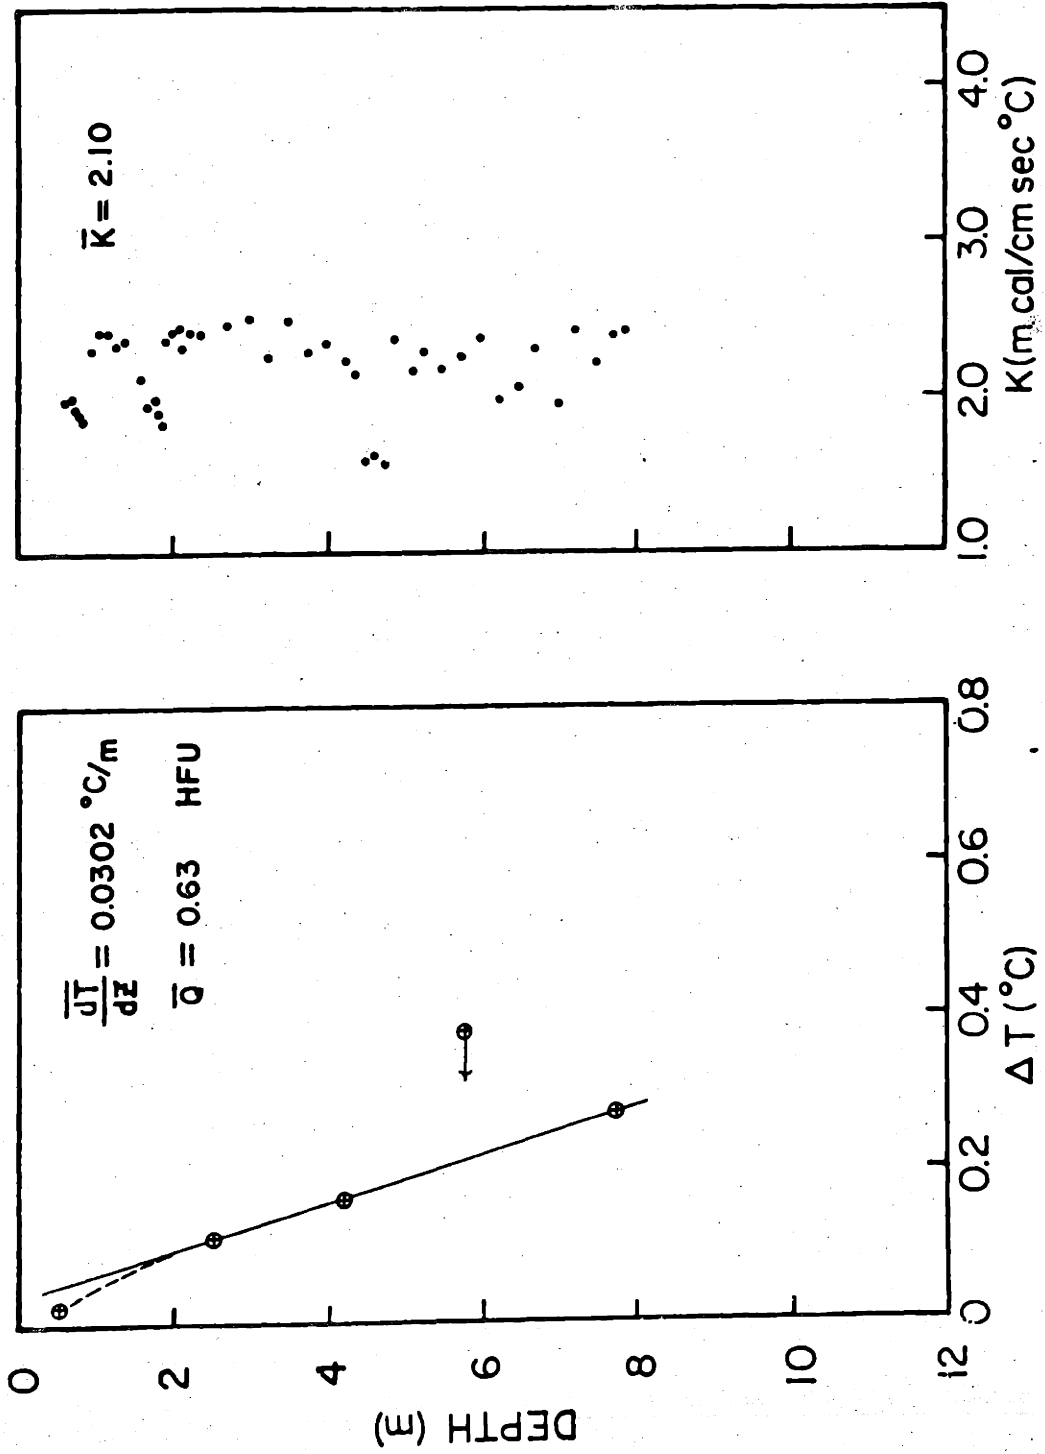 dT/dZ = 0.0302 °C/m
Q = 0.63 HFU
K = 2.10
DEPTH (m)
0
2
4
6
8
10
12
0
0.2
0.4
0.6
0.8
ΔT (°C)
1.0
2.0
3.0
4.0
K(m.cal/cm sec °C)